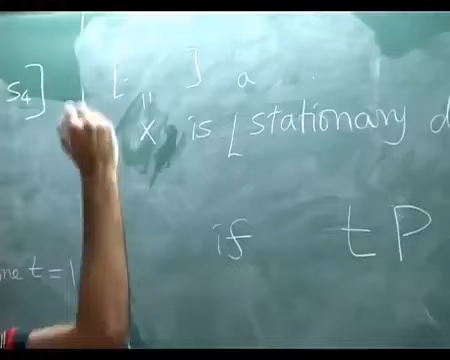 s₄] [ ] a ...
"
x is [stationary d
if t P
me t = 1